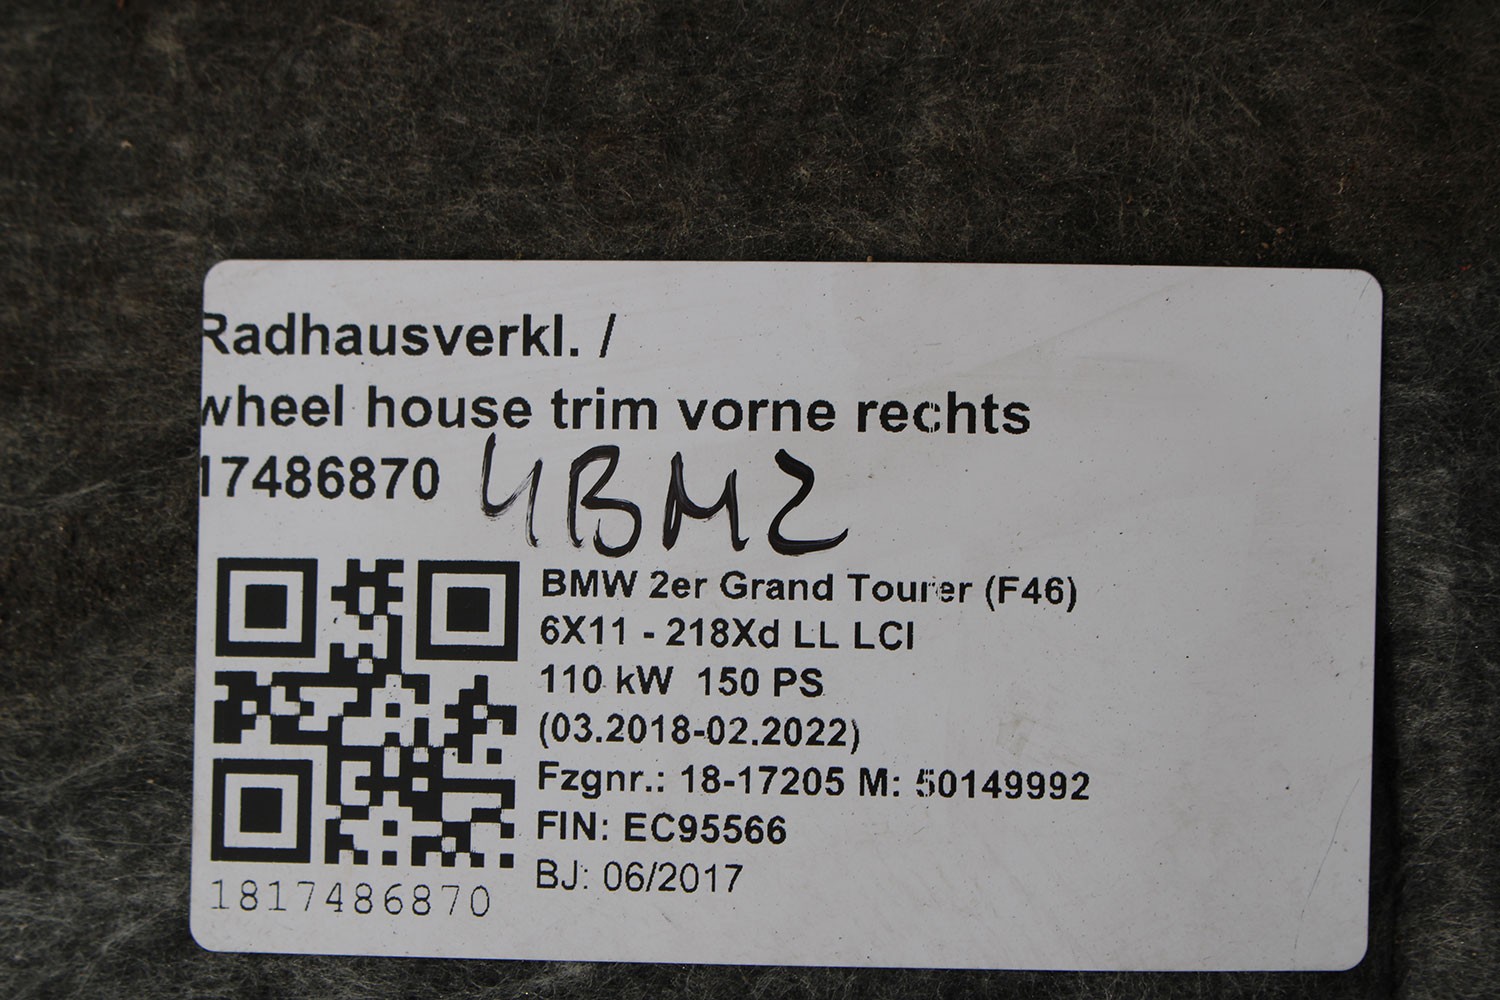 Radhausverkl. /
wheel house trim vorne rechts
17486870 4BM2
BMW 2er Grand Tourer (F46)
6X11 - 218Xd LL LCI
110 kW 150 PS
(03.2018-02.2022)
Fzgnr.: 18-17205 M: 50149992
FIN: EC95566
BJ: 06/2017
1817486870